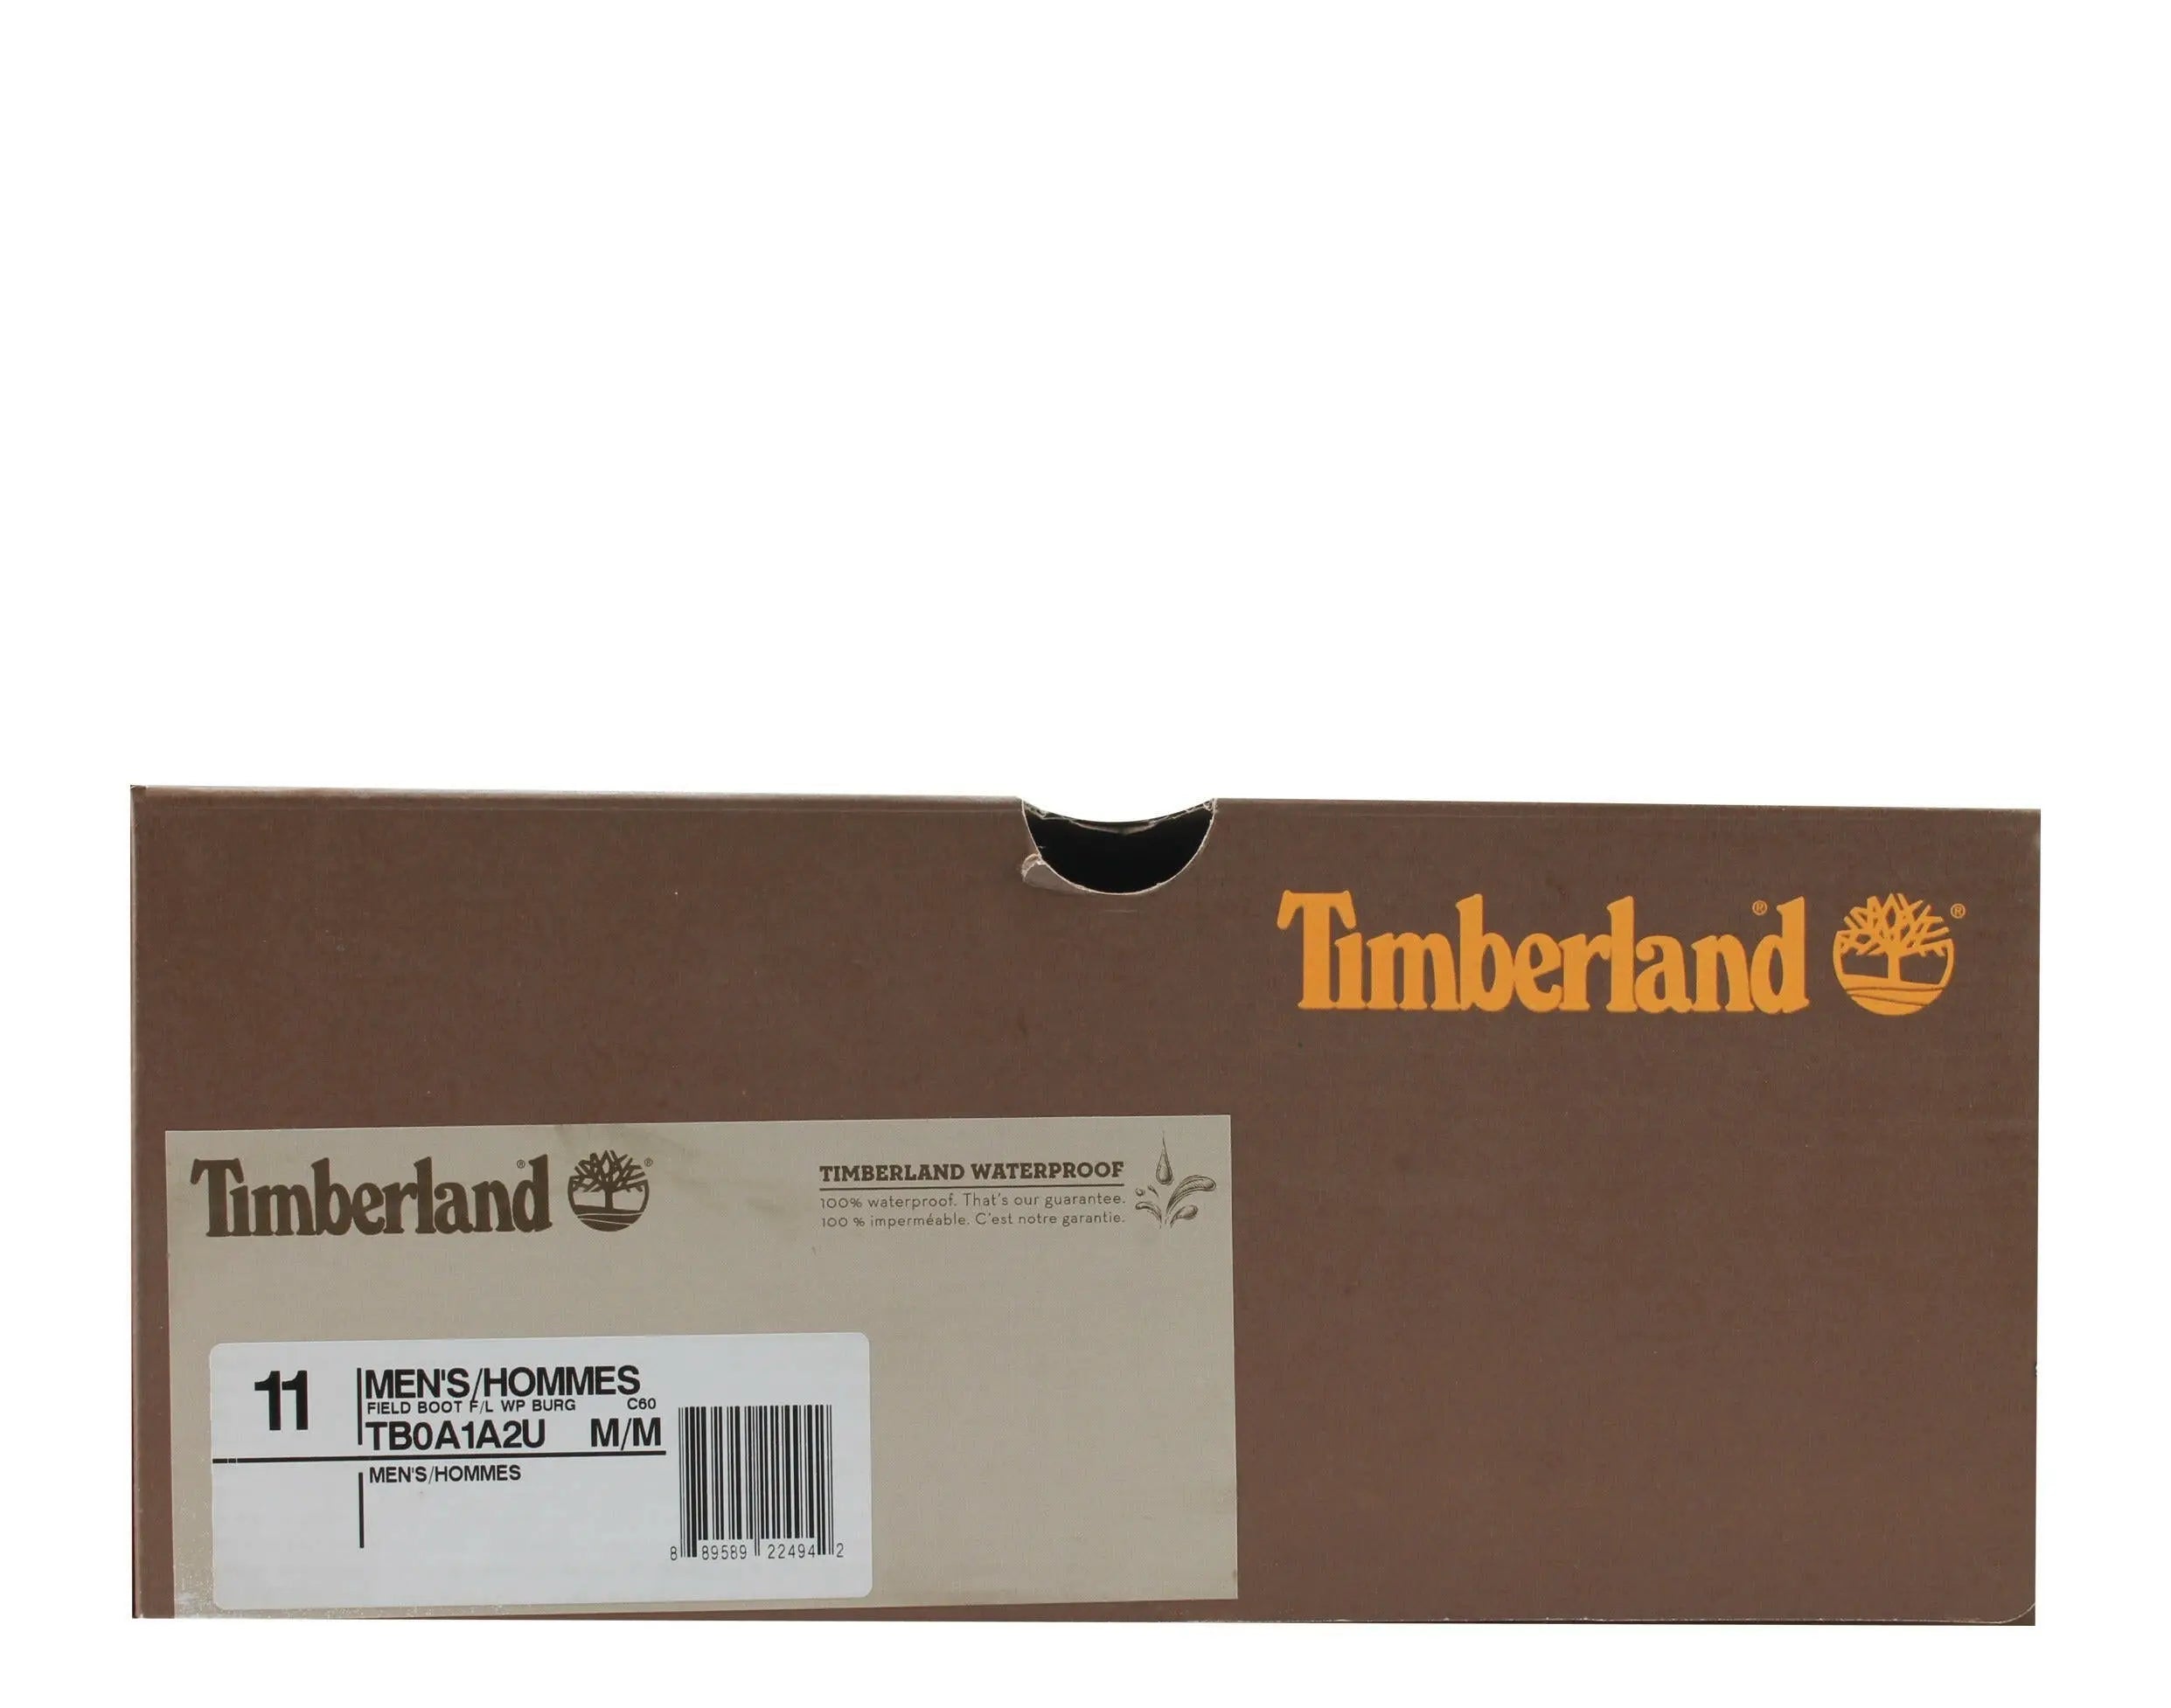 Timberland® ®
Timberland® ®
TIMBERLAND WATERPROOF
100% waterproof. That's our guarantee.
100 % imperméable. C'est notre garantie.
11
MEN'S/HOMMES
FIELD BOOT F/L WP BURG C60
TB0A1A2U M/M
MEN'S/HOMMES
8 89589 22494 2